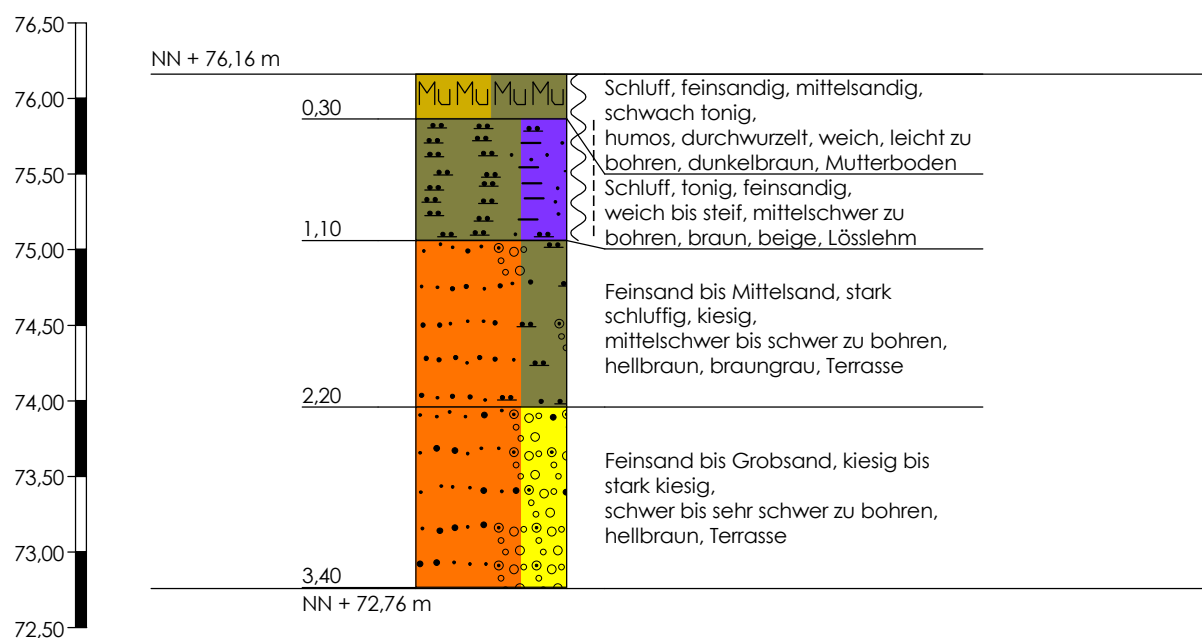 76,50
NN + 76,16 m
76,00
Mu Mu Mu Mu
0,30
Schluff, feinsandig, mittelsandig,
schwach tonig,
humos, durchwurzelt, weich, leicht zu
bohren, dunkelbraun, Mutterboden
75,50
Schluff, tonig, feinsandig,
weich bis steif, mittelschwer zu
bohren, braun, beige, Lösslehm
1,10
75,00
Feinsand bis Mittelsand, stark
schluffig, kiesig,
mittelschwer bis schwer zu bohren,
hellbraun, braungrau, Terrasse
74,50
2,20
74,00
Feinsand bis Grobsand, kiesig bis
stark kiesig,
schwer bis sehr schwer zu bohren,
hellbraun, Terrasse
73,50
73,00
3,40
NN + 72,76 m
72,50